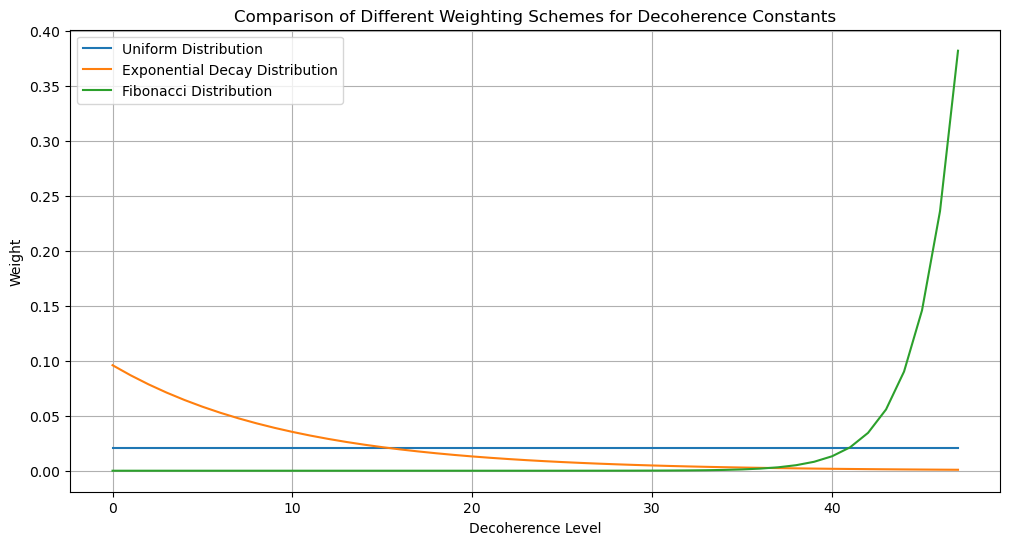 Comparison of Different Weighting Schemes for Decoherence Constants
Uniform Distribution
Exponential Decay Distribution
Fibonacci Distribution
Weight
0.40
0.35
0.30
0.25
0.20
0.15
0.10
0.05
0.00
0 10 20 30 40
Decoherence Level